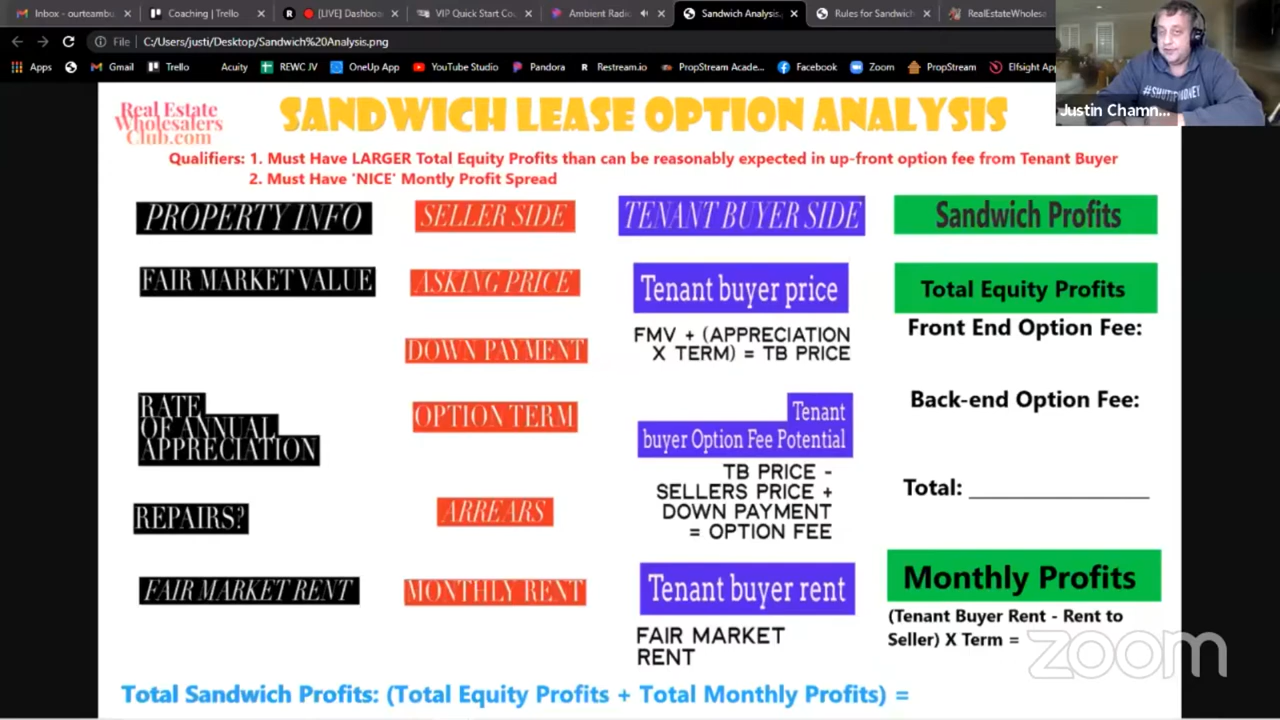 Inbox - ourteambu
Coaching | Trello
[LIVE] Dashboa
VIP Quick Start Cou
Ambient Radio
Sandwich Analysis.
Rules for Sandwich
RealEstateWholesa
File
C:/Users/justi/Desktop/Sandwich%20Analysis.png
Apps
Gmail
Trello
Acuity
REWC JV
OneUp App
YouTube Studio
Pandora
Restream.io
PropStream Acade...
Facebook
Zoom
PropStream
Elfsight App
#SHUTUPMONEY
Justin Chamn...
Real Estate
Wholesalers
Club.com
SANDWICH LEASE OPTION ANALYSIS
Qualifiers: 1. Must Have LARGER Total Equity Profits than can be reasonably expected in up-front option fee from Tenant Buyer
2. Must Have 'NICE' Montly Profit Spread
PROPERTY INFO
SELLER SIDE
TENANT BUYER SIDE
Sandwich Profits
FAIR MARKET VALUE
ASKING PRICE
Tenant buyer price
Total Equity Profits
FMV + (APPRECIATION
X TERM) = TB PRICE
Front End Option Fee:
DOWN PAYMENT
RATE
OF ANNUAL
APPRECIATION
OPTION TERM
Tenant
buyer Option Fee Potential
Back-end Option Fee:
TB PRICE -
SELLERS PRICE +
DOWN PAYMENT
= OPTION FEE
Total: ________________
REPAIRS?
ARREARS
FAIR MARKET RENT
MONTHLY RENT
Tenant buyer rent
Monthly Profits
FAIR MARKET
RENT
(Tenant Buyer Rent - Rent to
Seller) X Term =
zoom
Total Sandwich Profits: (Total Equity Profits + Total Monthly Profits) =